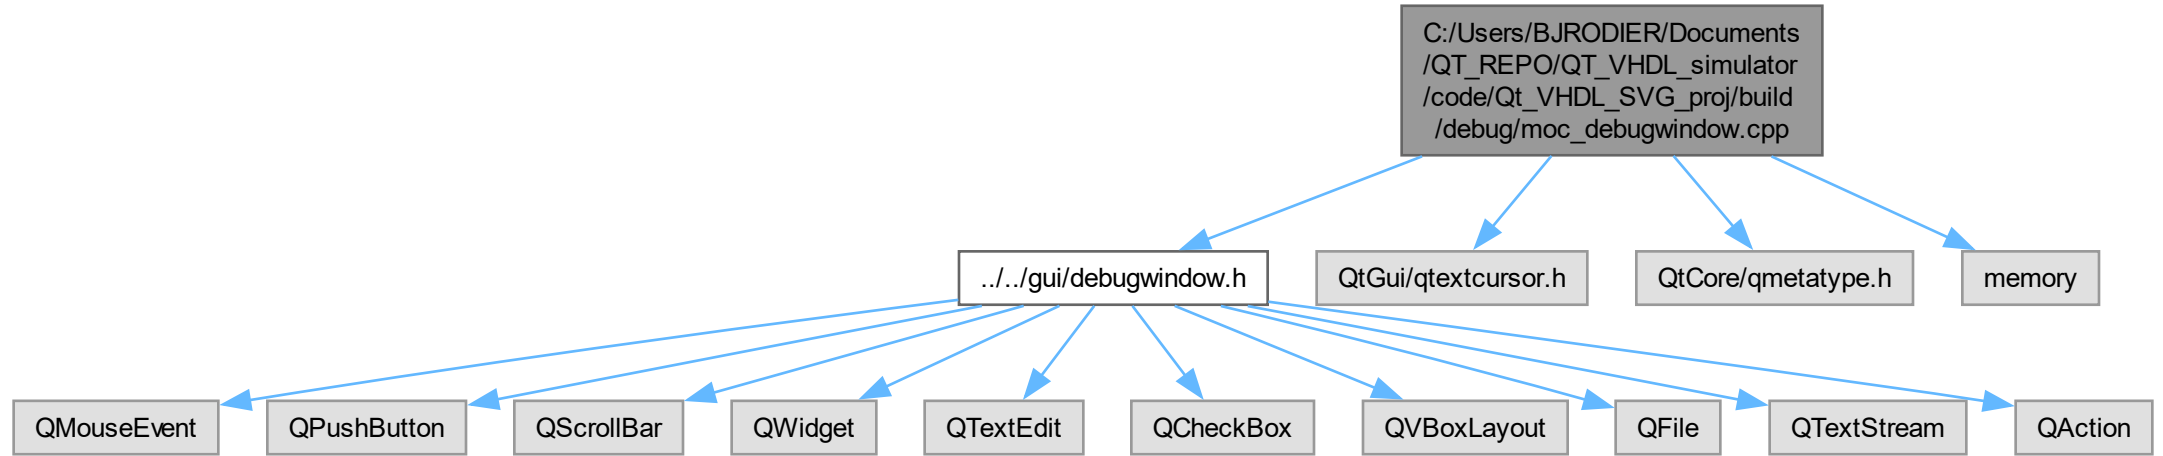 C:/Users/BJRODIER/Documents
/QT_REPO/QT_VHDL_simulator
/code/Qt_VHDL_SVG_proj/build
/debug/moc_debugwindow.cpp
../../gui/debugwindow.h
QtGui/qtextcursor.h
QtCore/qmetatype.h
memory
QMouseEvent
QPushButton
QScrollBar
QWidget
QTextEdit
QCheckBox
QVBoxLayout
QFile
QTextStream
QAction